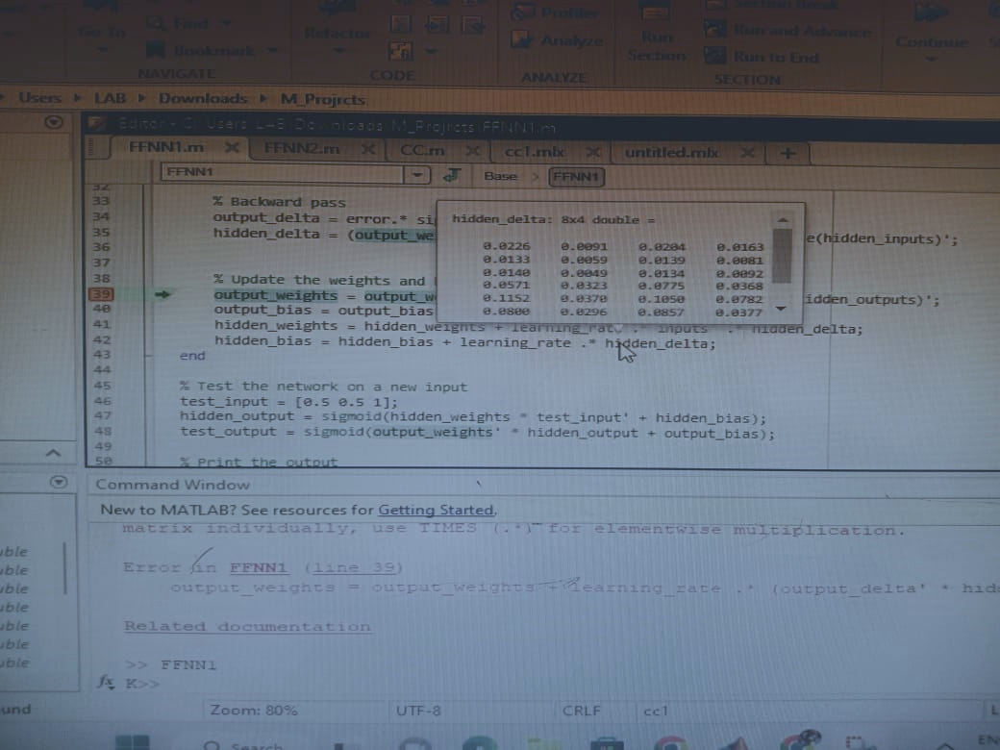 Go To
Find
Bookmark
NAVIGATE
Refactor
CODE
Profiler
Analyze
ANALYZE
Run
Section
Section Break
Run and Advance
Run to End
SECTION
Continue
Users LAB Downloads M_Projrcts
Editor - C: Users L-B Downloads M_Projrcts FFNN1.m
FFNN1.m FFNN2.m CC.m cc1.mlx untitled.mlx +
FFNN1 Base > FFNN1
32
33 % Backward pass
34 output_delta = error.*
35 hidden_delta = (output_we e(hidden_inputs)';
36
37
38 % Update the weights and
39 output_weights = output_w idden_outputs)';
40 output_bias = output_bias
41 hidden_weights = hidden_weights + learning_rat .* inputs .* hidden_delta;
42 hidden_bias = hidden_bias + learning_rate .* hidden_delta;
43 end
44
45 % Test the network on a new input
46 test_input = [0.5 0.5 1];
47 hidden_output = sigmoid(hidden_weights * test_input' + hidden_bias);
48 test_output = sigmoid(output_weights' * hidden_output + output_bias);
49
50 % Print the output
hidden_delta: 8x4 double =
0.0226 0.0091 0.0204 0.0163
0.0133 0.0059 0.0139 0.0081
0.0140 0.0049 0.0134 0.0092
0.0571 0.0323 0.0775 0.0368
0.1152 0.0370 0.1050 0.0782
0.0800 0.0296 0.0857 0.0377
Command Window
New to MATLAB? See resources for Getting Started.
matrix individually, use TIMES (.*) for elementwise multiplication.
Error in FFNN1 (line 39)
output_weights = output_weights + learning_rate .* (output_delta' * hid
Related documentation
>> FFNN1
fx K>>
uble
uble
uble
uble
uble
uble
uble
und
Zoom: 80% UTF-8 CRLF cc1
Search
EN